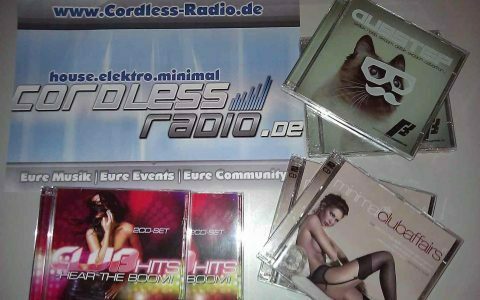 www.Cordless-Radio.de
house.elektro.minimal
CORDLESS
RADIO.DE
Eure Musik | Eure Events | Eure Community
2CD-SET
2CD-SET
CLUB HITS
HITS
HEAR THE BOOM!
BOOM!
minimal
clubaffairs